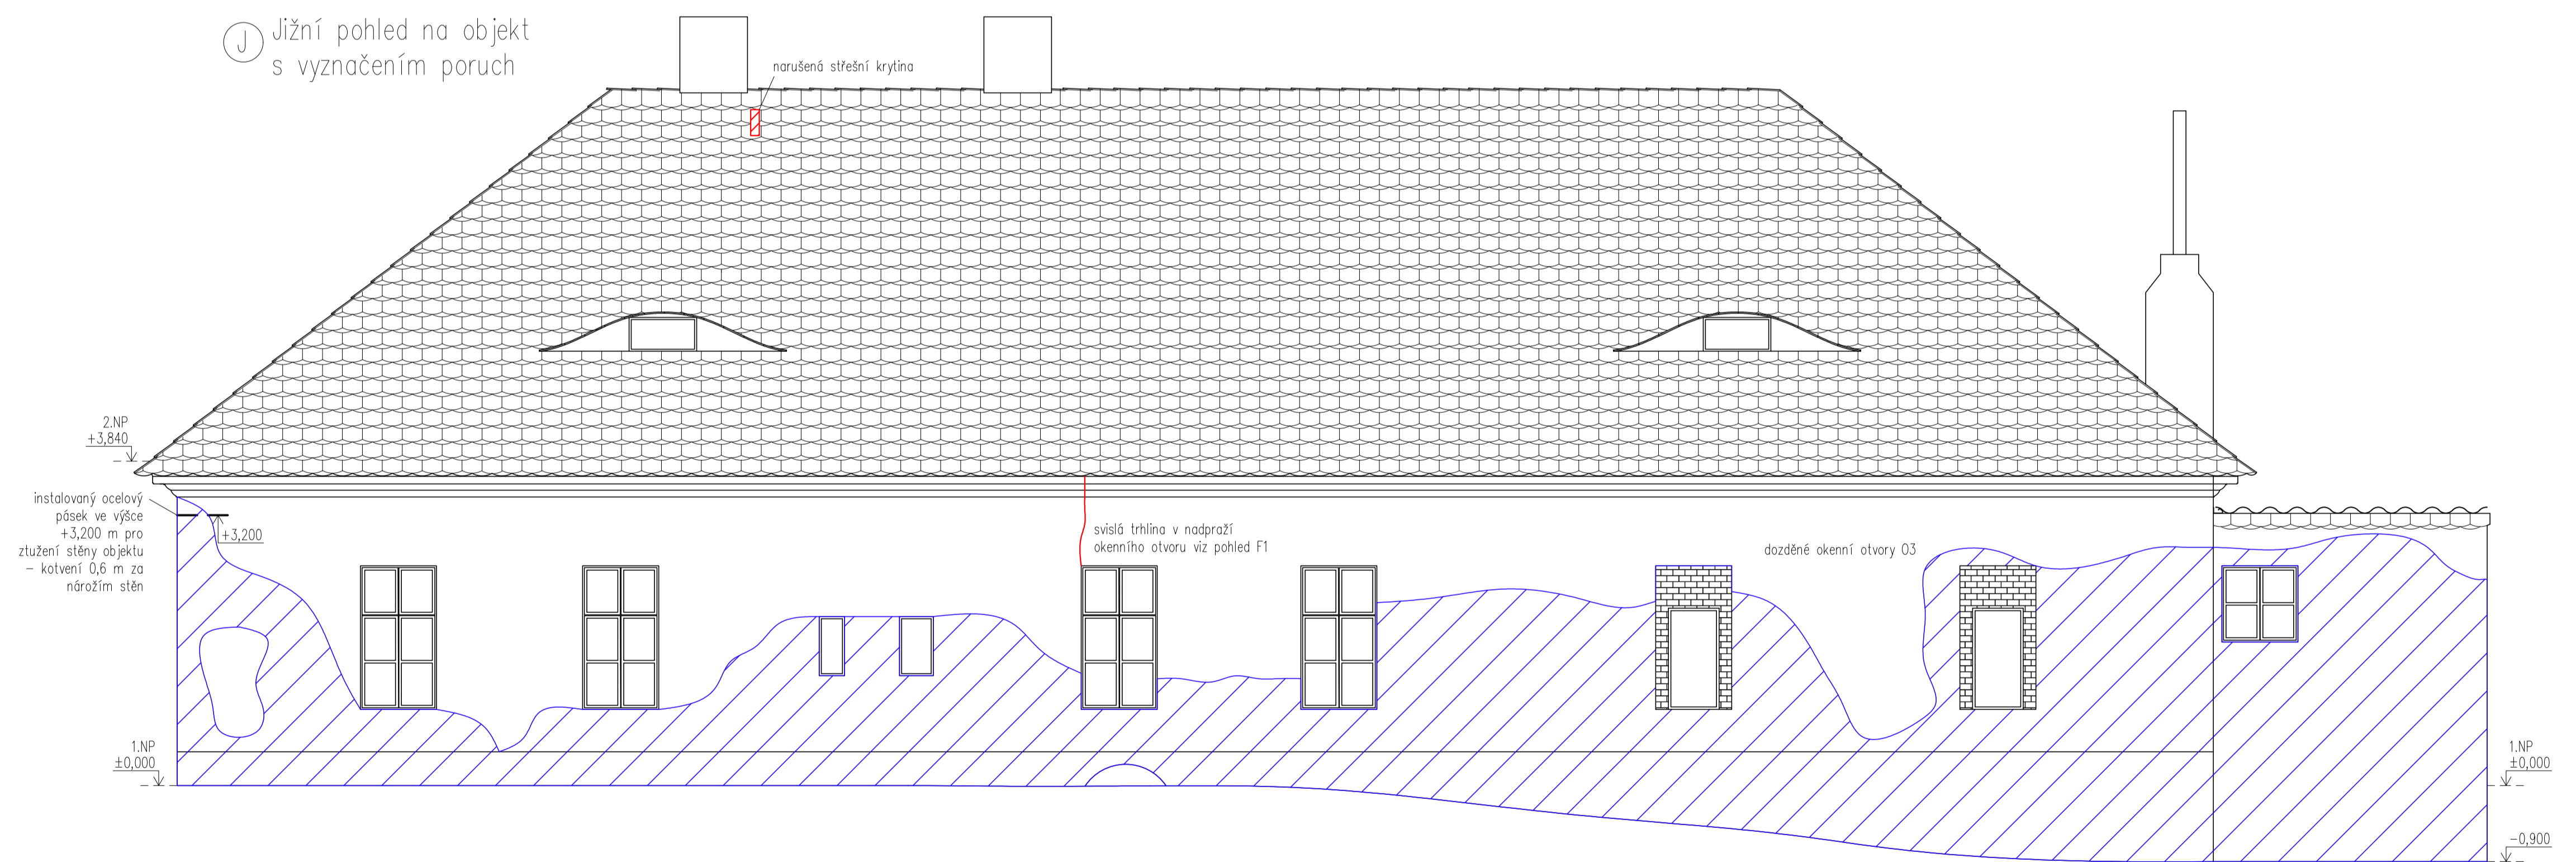 J
Jižní pohled na objekt
s vyznačením poruch
narušená střešní krytina
2.NP
+3,840
instalovaný ocelový
pásek ve výšce
+3,200 m pro
ztužení stěny objektu
- kotvení 0,6 m za
nárožím stěn
+3,200
svislá trhlina v nadpraží
okenního otvoru viz pohled F1
dozděné okenní otvory O3
1.NP
±0,000
1.NP
±0,000
-0,900